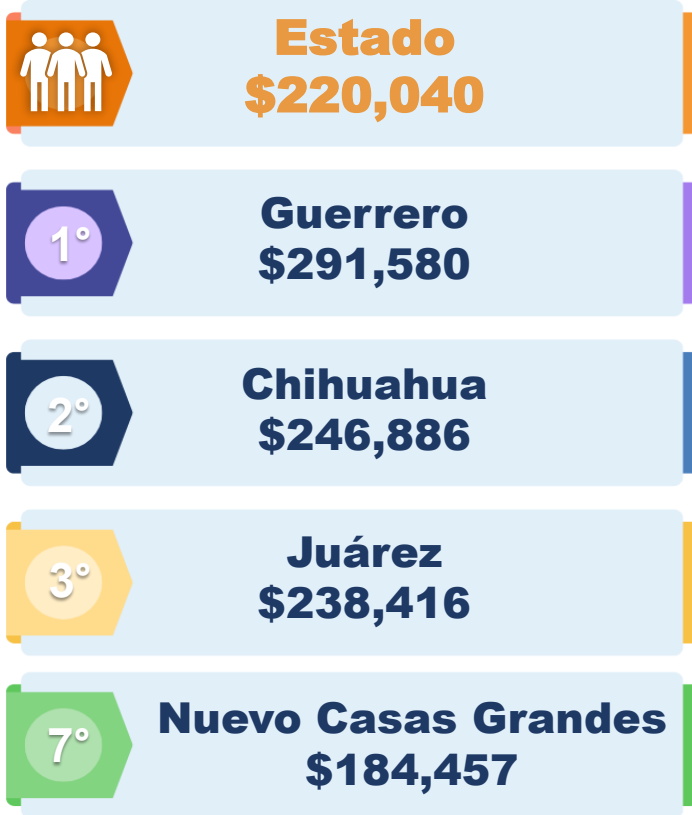 Estado
$220,040
1°
Guerrero
$291,580
2°
Chihuahua
$246,886
3°
Juárez
$238,416
7°
Nuevo Casas Grandes
$184,457